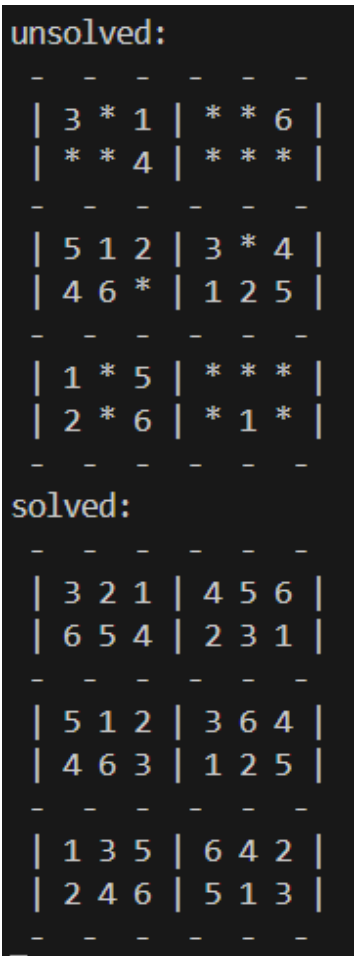 unsolved:
- - - - - -
| 3 * 1 | * * 6 |
| * * 4 | * * * |
- - - - - -
| 5 1 2 | 3 * 4 |
| 4 6 * | 1 2 5 |
- - - - - -
| 1 * 5 | * * * |
| 2 * 6 | * 1 * |
- - - - - -
solved:
- - - - - -
| 3 2 1 | 4 5 6 |
| 6 5 4 | 2 3 1 |
- - - - - -
| 5 1 2 | 3 6 4 |
| 4 6 3 | 1 2 5 |
- - - - - -
| 1 3 5 | 6 4 2 |
| 2 4 6 | 5 1 3 |
- - - - - -